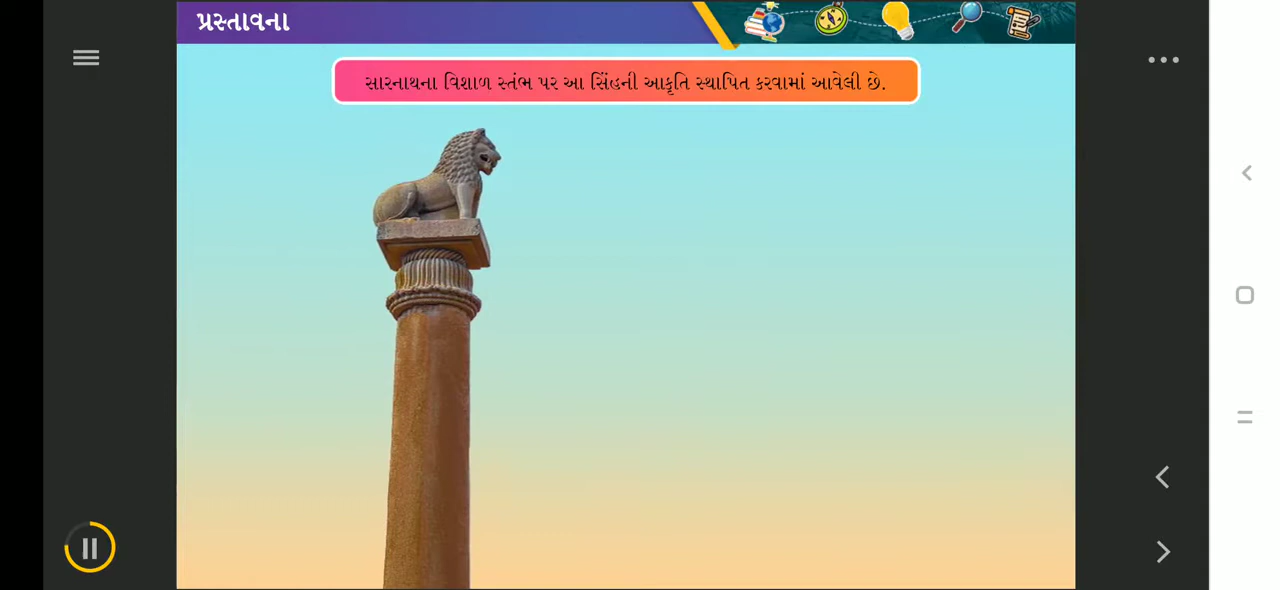 પ્રસ્તાવના
સારનાથના વિશાળ સ્તંભ પર આ સિંહની આકૃતિ સ્થાપિત કરવામાં આવેલી છે.